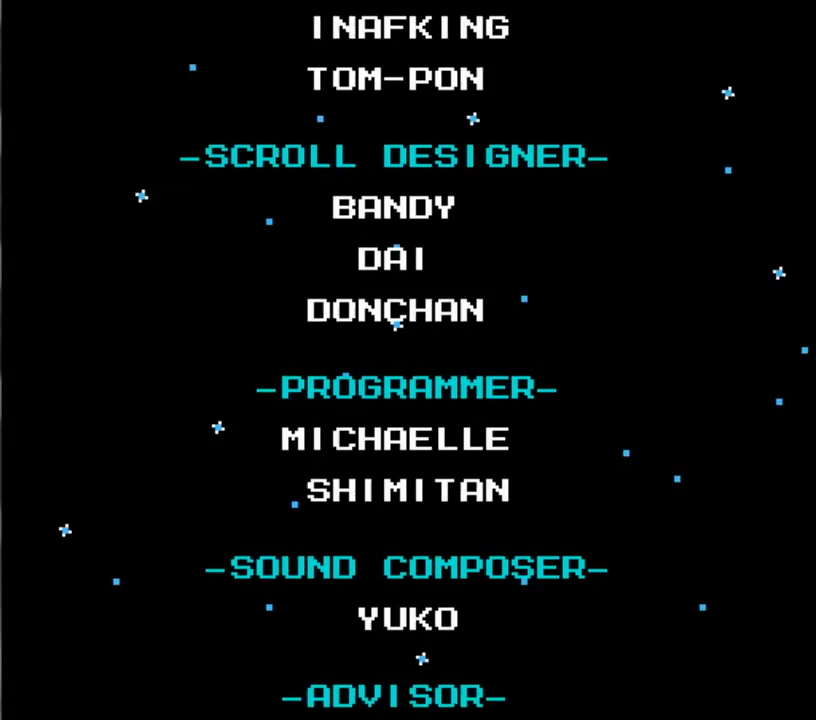 INAFKING
TOM-PON
-SCROLL DESIGNER-
BANDY
DAI
DONCHAN
-PROGRAMMER-
MICHAELLE
SHIMITAN
-SOUND COMPOSER-
YUKO
-ADVISOR-